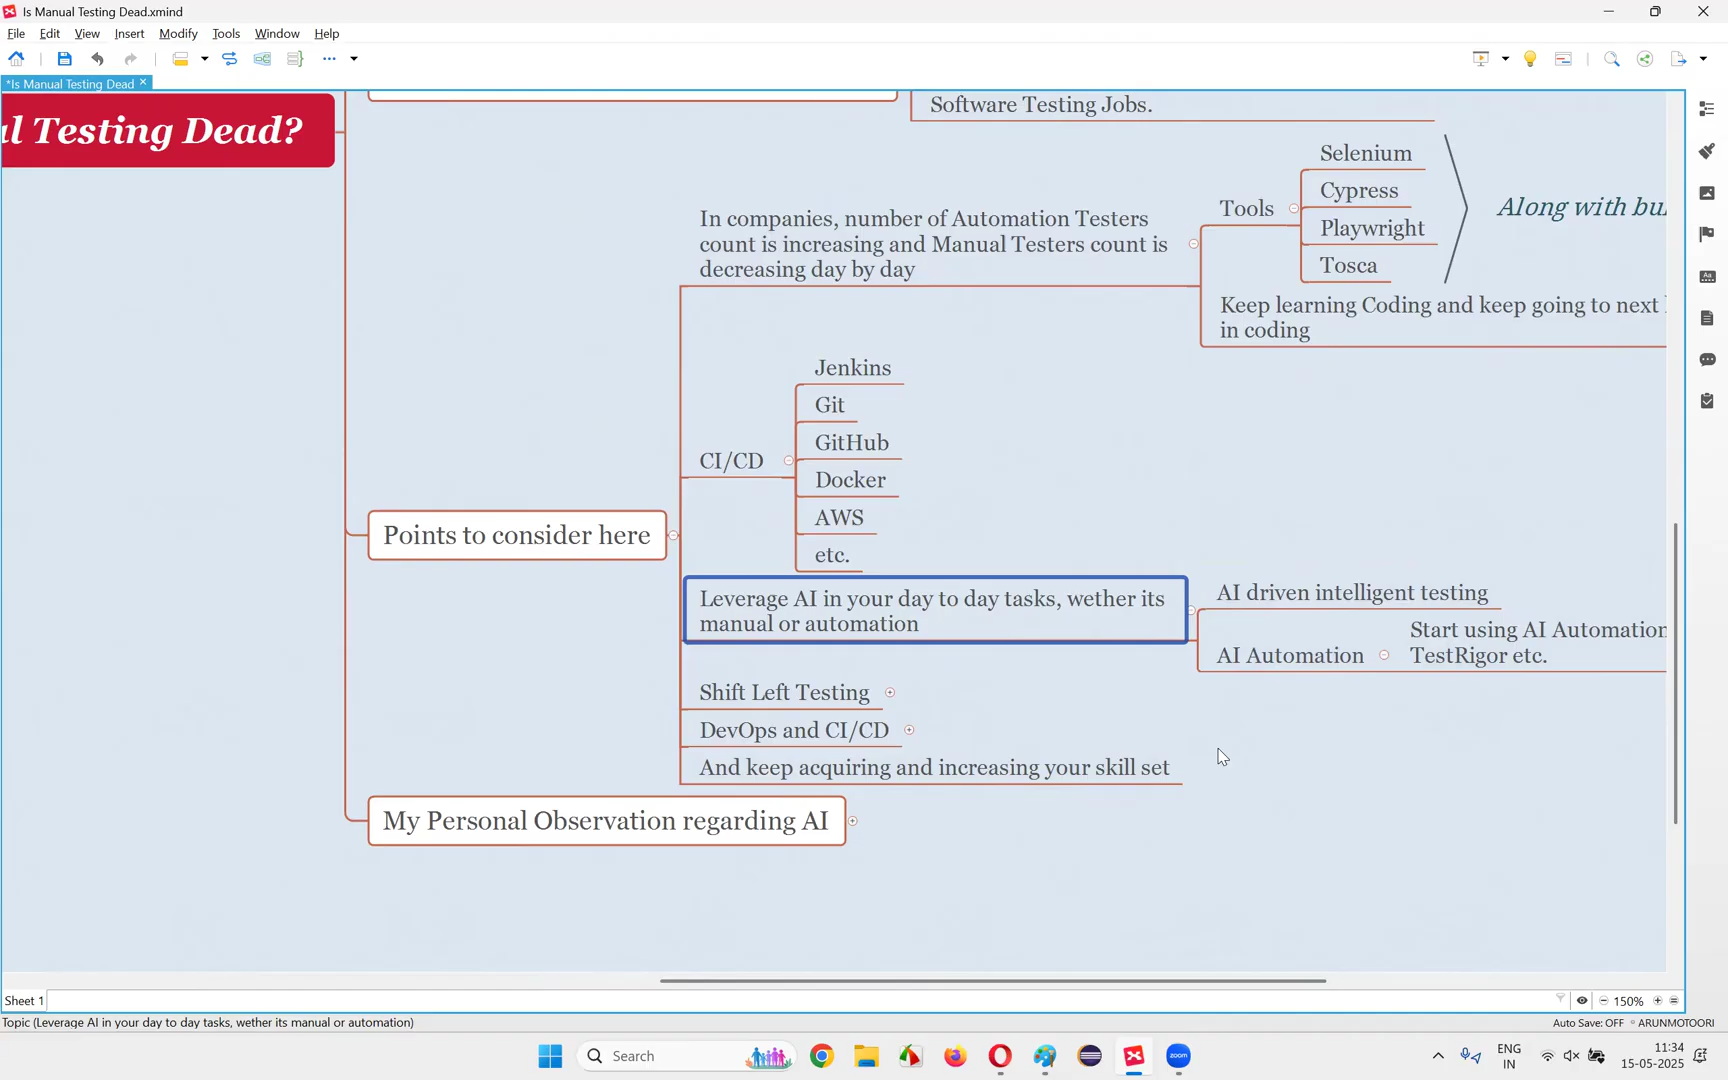 Is Manual Testing Dead.xmind
File Edit View Insert Modify Tools Window Help
*Is Manual Testing Dead
l Testing Dead?
Software Testing Jobs.
Selenium
Cypress
Tools
Playwright
Tosca
Along with bu
In companies, number of Automation Testers
count is increasing and Manual Testers count is
decreasing day by day
Keep learning Coding and keep going to next
in coding
Jenkins
Git
GitHub
CI/CD
Docker
AWS
etc.
Points to consider here
Leverage AI in your day to day tasks, wether its
manual or automation
AI driven intelligent testing
Start using AI Automation
AI Automation
TestRigor etc.
Shift Left Testing
DevOps and CI/CD
And keep acquiring and increasing your skill set
My Personal Observation regarding AI
Sheet 1
150%
Topic (Leverage AI in your day to day tasks, wether its manual or automation)
Auto Save: OFF
ARUNMOTOORI
Search
zoom
ENG
IN
11:34
15-05-2025